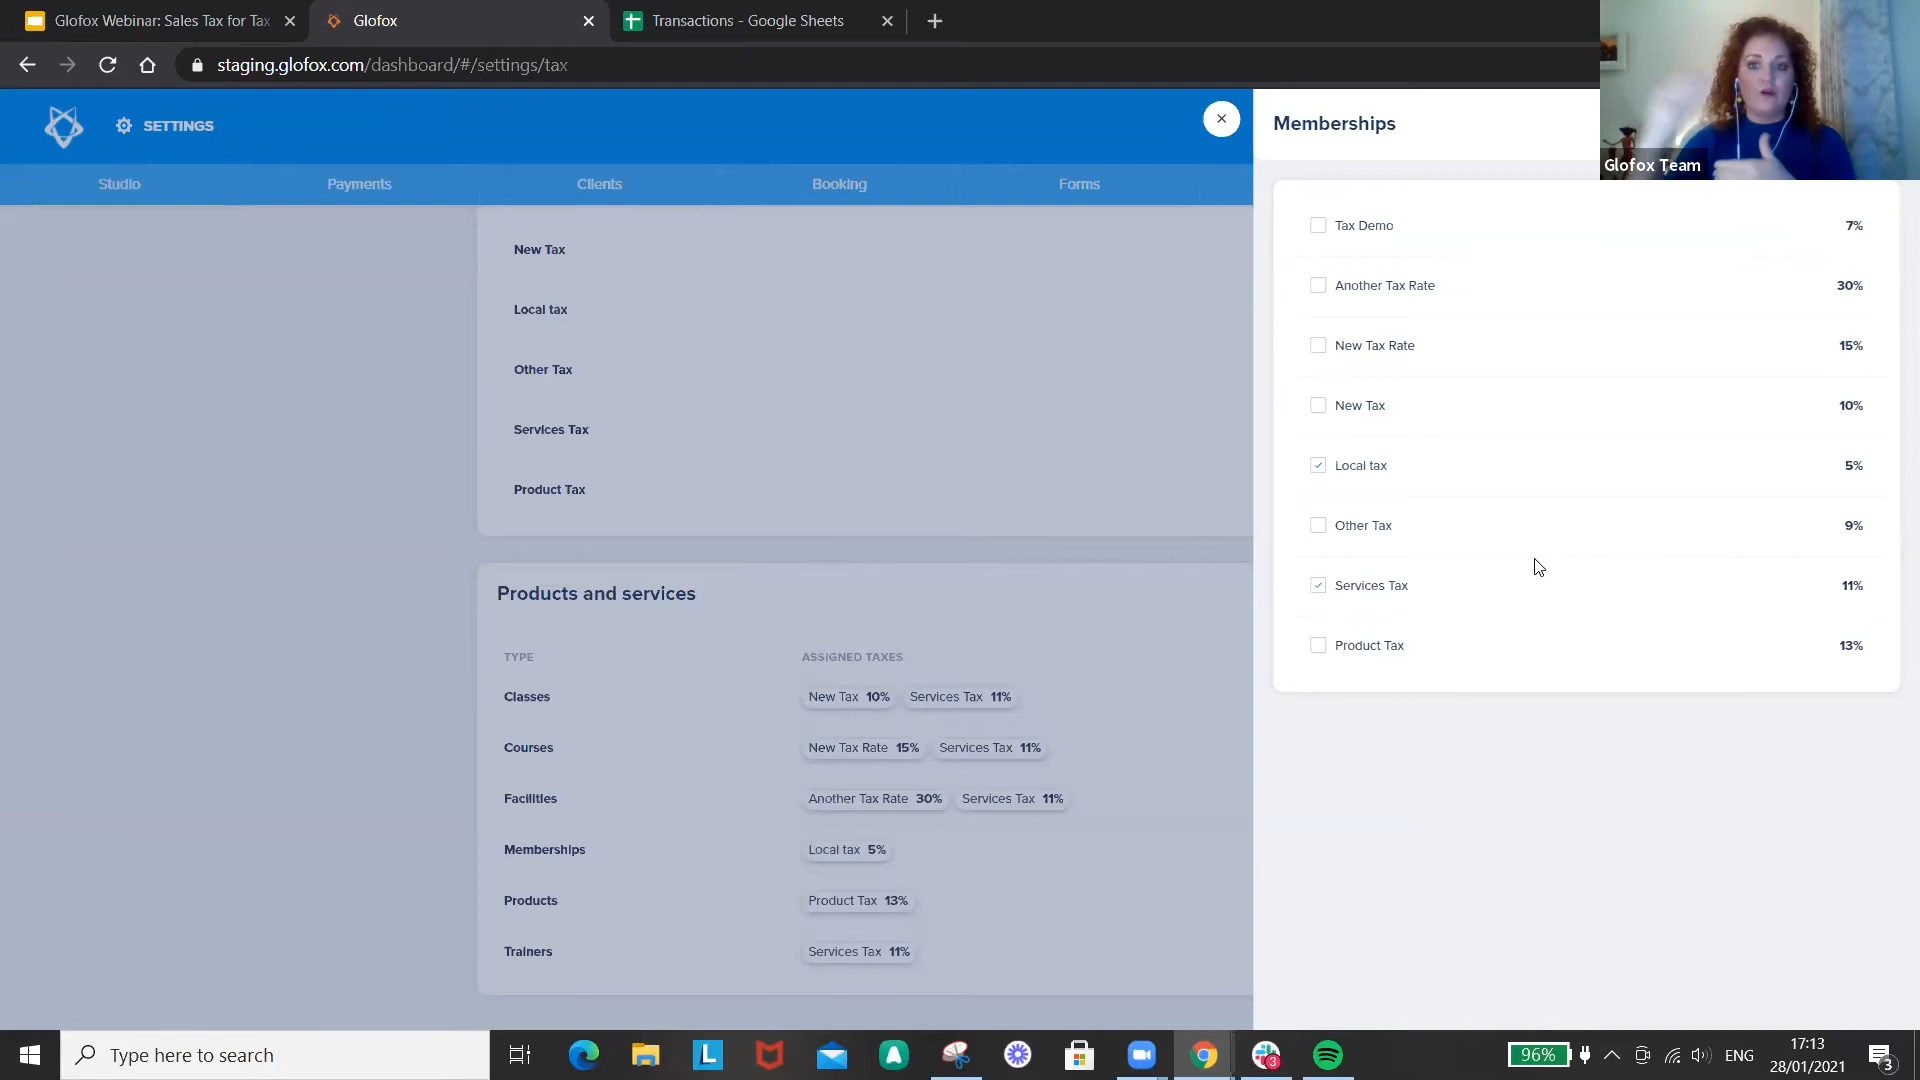 Glofox Webinar: Sales Tax for Tax
Glofox
Transactions - Google Sheets
staging.glofox.com/dashboard/#/settings/tax
SETTINGS
Memberships
Glofox Team
Studio
Payments
Clients
Booking
Forms
New Tax
Local tax
Other Tax
Services Tax
Product Tax
Tax Demo 7%
Another Tax Rate 30%
New Tax Rate 15%
New Tax 10%
Local tax 5%
Other Tax 9%
Services Tax 11%
Product Tax 13%
Products and services
TYPE ASSIGNED TAXES
Classes New Tax 10% Services Tax 11%
Courses New Tax Rate 15% Services Tax 11%
Facilities Another Tax Rate 30% Services Tax 11%
Memberships Local tax 5%
Products Product Tax 13%
Trainers Services Tax 11%
Type here to search
L
A
3
96%
ENG
17:13
28/01/2021
3